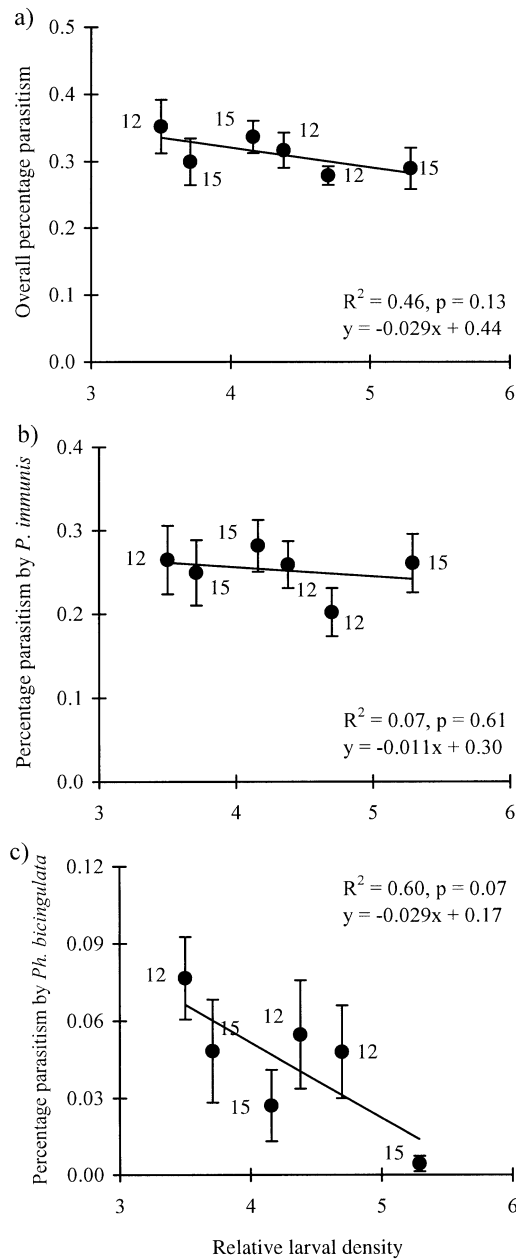 a)
Overall percentage parasitism
0.5
0.4
0.3
0.2
0.1
0.0
12
15
15
12
12
15
R² = 0.46, p = 0.13
y = -0.029x + 0.44
3 4 5 6
b)
Percentage parasitism by P. immunis
0.4
0.3
0.2
0.1
0.0
12
15
15
12
12
15
R² = 0.07, p = 0.61
y = -0.011x + 0.30
3 4 5 6
c)
Percentage parasitism by Ph. bicingulata
0.12
0.09
0.06
0.03
0.00
R² = 0.60, p = 0.07
y = -0.029x + 0.17
12
15
15
12
12
15
3 4 5 6
Relative larval density